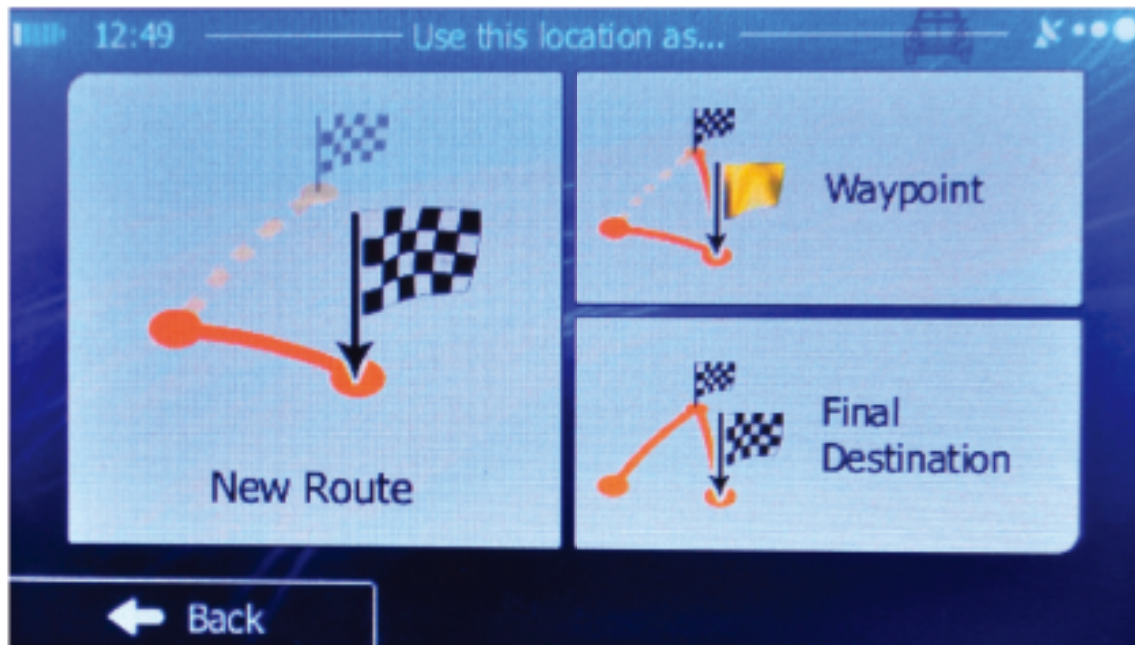 12:49
Use this location as...
New Route
Waypoint
Final
Destination
Back